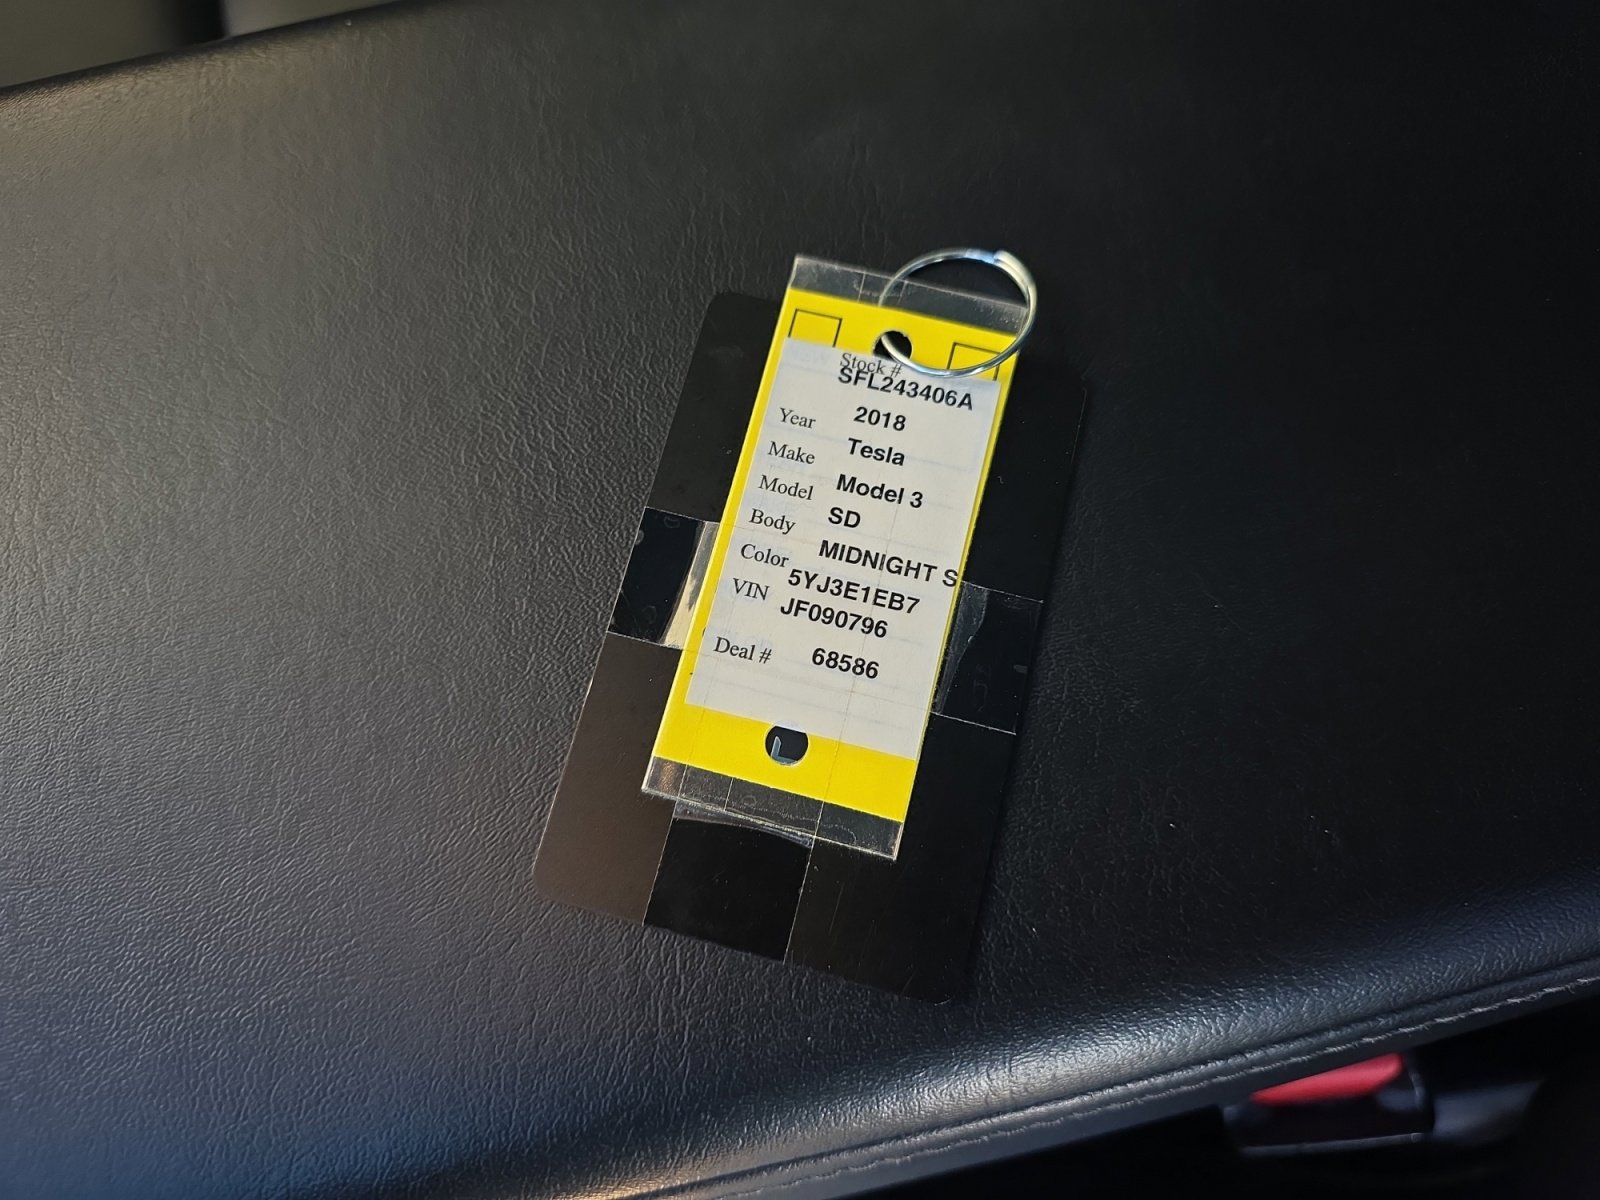 Stock #
SFL243406A
Year 2018
Make Tesla
Model Model 3
Body SD
Color MIDNIGHT S
VIN 5YJ3E1EB7
JF090796
Deal # 68586